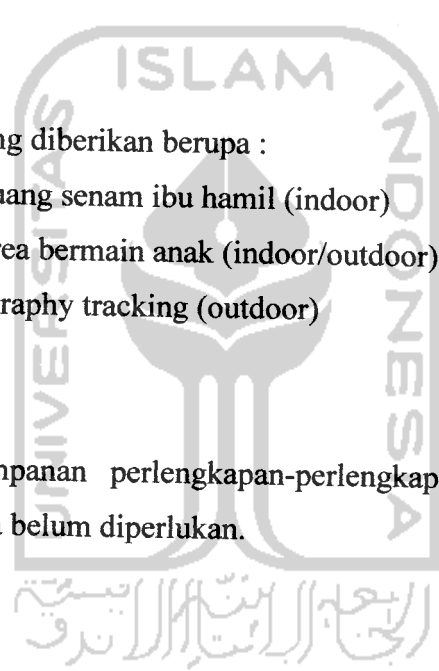 ISLAM
UNIVERSITAS
INDONESIA
ng diberikan berupa :
uang senam ibu hamil (indoor)
rea bermain anak (indoor/outdoor)
raphy tracking (outdoor)
npanan perlengkapan-perlengkap
belum diperlukan.